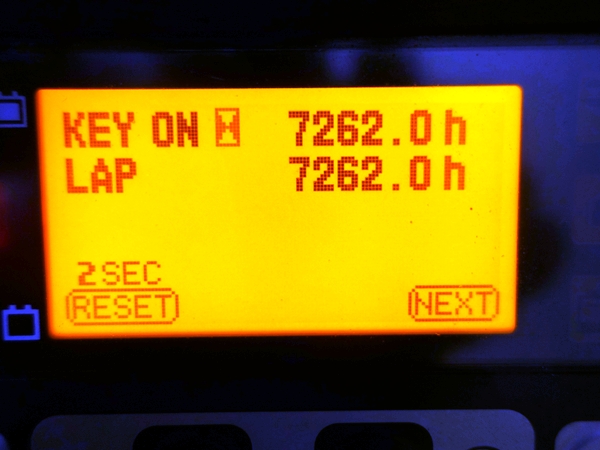 KEY ON 7262.0 h
LAP 7262.0 h
2 SEC
RESET NEXT